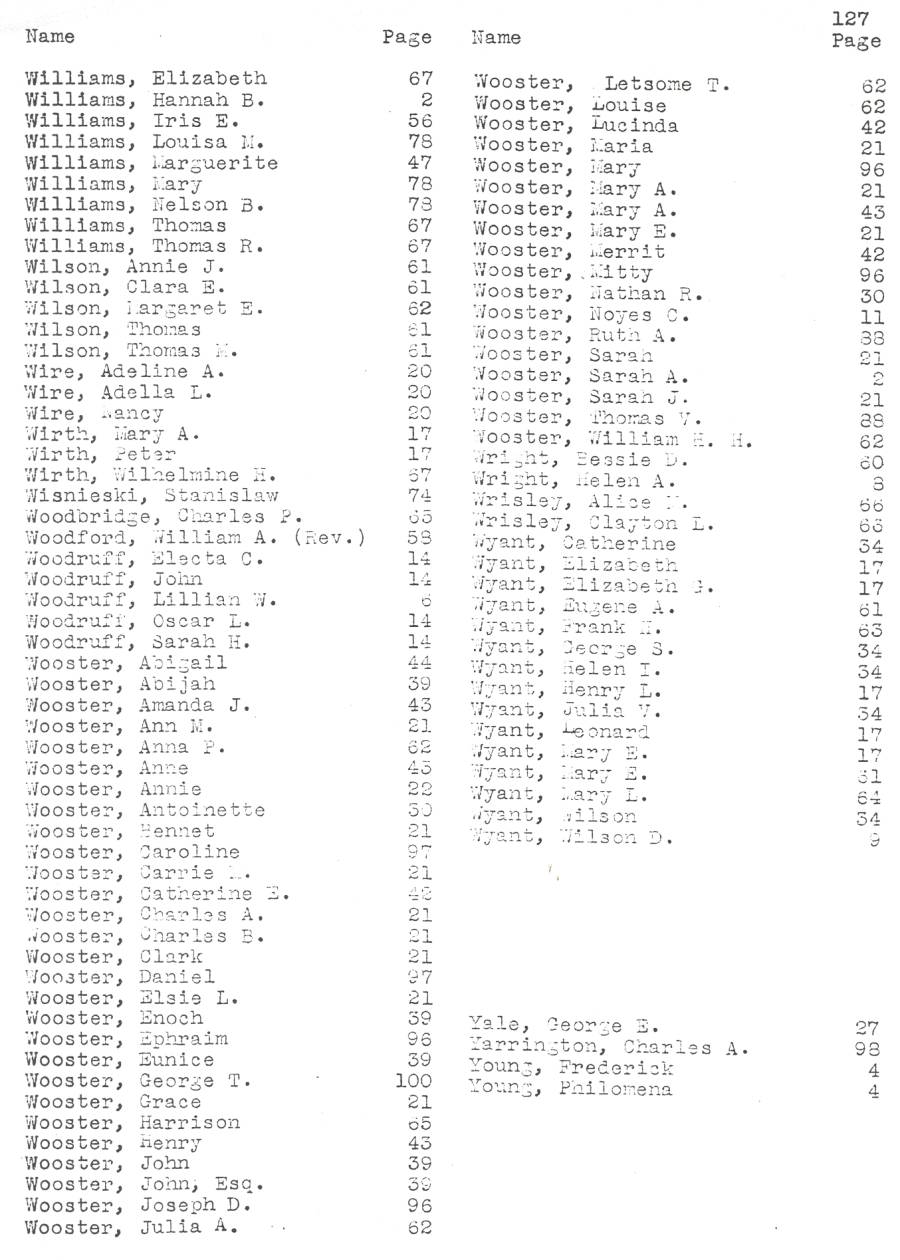 127
Name Page
Williams, Elizabeth 67
Williams, Hannah B. 2
Williams, Iris E. 56
Williams, Louisa M. 78
Williams, Marguerite 47
Williams, Mary 78
Williams, Nelson B. 78
Williams, Thomas 67
Williams, Thomas R. 67
Wilson, Annie J. 61
Wilson, Clara E. 61
Wilson, Margaret E. 62
Wilson, Thomas 61
Wilson, Thomas M. 61
Wire, Adeline A. 20
Wire, Adella L. 20
Wire, Nancy 20
Wirth, Mary A. 17
Wirth, Peter 17
Wirth, Wilhelmine H.
Wisnieski, Stanislaw 74
Woodbridge, Charles P. 65
Woodford, William A. (Rev.) 58
Woodruff, Electa C. 14
Woodruff, John 14
Woodruff, Lillian W. 6
Woodruff, Oscar L. 14
Woodruff, Sarah H. 14
Wooster, Abigail 44
Wooster, Abijah 39
Wooster, Amanda J. 43
Wooster, Ann M. 21
Wooster, Anna P. 62
Wooster, Anne 43
Wooster, Annie 22
Wooster, Antoinette 30
Wooster, Bennet 21
Wooster, Caroline 97
Wooster, Carrie 21
Wooster, Catherine E. 42
Wooster, Charles A. 21
Wooster, Charles B. 21
Wooster, Clark 21
Wooster, Daniel 97
Wooster, Elsie L. 21
Wooster, Enoch 39
Wooster, Ephraim 96
Wooster, Eunice 39
Wooster, George T. 100
Wooster, Grace 21
Wooster, Harrison 65
Wooster, Henry 43
Wooster, John 39
Wooster, John, Esq. 39
Wooster, Joseph D. 96
Wooster, Julia A. 62
Name Page
Wooster, Letsome T. 62
Wooster, Louise 62
Wooster, Lucinda 42
Wooster, Maria 21
Wooster, Mary 96
Wooster, Mary A. 21
Wooster, Mary A. 43
Wooster, Mary E. 21
Wooster, Merrit 42
Wooster, Mitty 96
Wooster, Nathan R. 30
Wooster, Noyes C. 11
Wooster, Ruth A.
Wooster, Sarah 21
Wooster, Sarah A. 2
Wooster, Sarah J. 21
Wooster, Thomas V.
Wooster, William H. H. 62
Wright, Bessie D. 60
Wright, Helen A.
Wrisley, Alice 66
Wrisley, Clayton L. 66
Wyant, Catherine 34
Wyant, Elizabeth 17
Wyant, Elizabeth G. 17
Wyant, Eugene A. 61
Wyant, Frank H. 63
Wyant, George S. 34
Wyant, Helen I. 34
Wyant, Henry L. 17
Wyant, Julia V. 34
Wyant, Leonard 17
Wyant, Mary E. 17
Wyant, Mary E. 61
Wyant, Mary L. 64
Wyant, Wilson 34
Wyant, Wilson D. 9
Yale, George E. 27
Yarrington, Charles A. 98
Young, Frederick 4
Young, Philomena 4